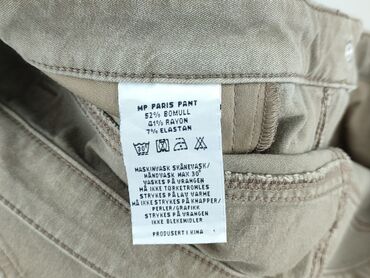 MP PARIS PANT
52% BOMULL
41% RAYON
7% ELASTAN
MASKINVASK SKÅNEVASK/
HÅNDVASK MAX 30°
VASKES PÅ VRANGEN
MÅ IKKE TØRKETROMLES
STRYKES PÅ LAV VARME
MÅ IKKE STRYKES PÅ KNAPPER/
PERLER/GRAFIKK
STRYKES PÅ VRANGEN
IKKE BLEKEMIDLER
PRODUSERT I KINA